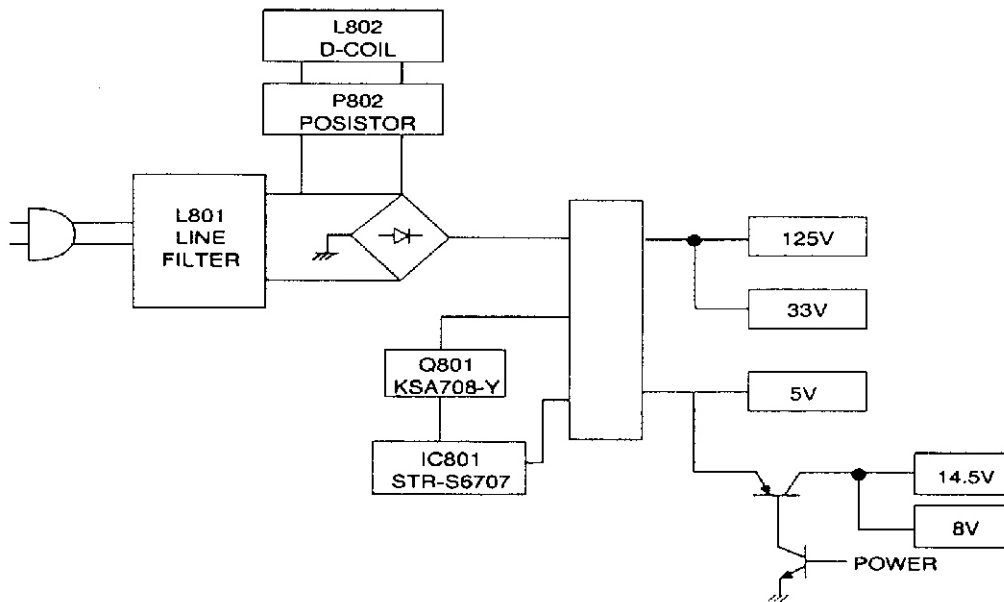 L802
D-COIL
P802
POSISTOR
L801
LINE
FILTER
125V
33V
Q801
KSA708-Y
5V
IC801
STR-S6707
14.5V
8V
POWER